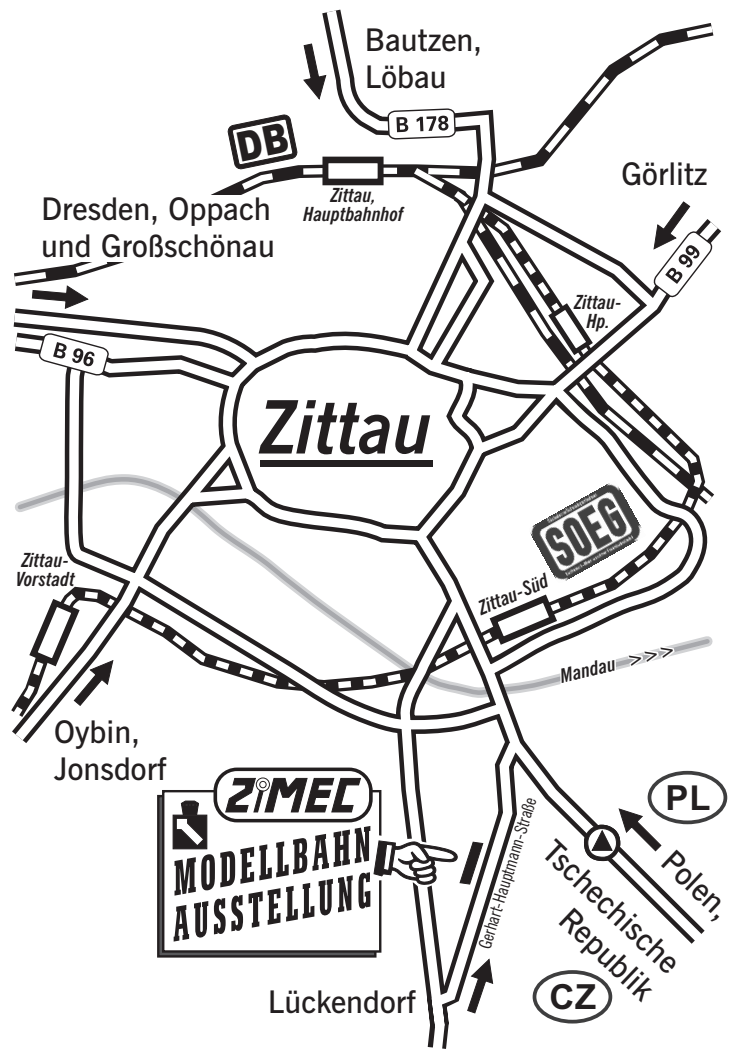 Bautzen,
Löbau
B 178
DB
Zittau,
Hauptbahnhof
Görlitz
Dresden, Oppach
und Großschönau
B 99
Zittau-
Hp.
B 96
Zittau
SOEG
Zittau-
Vorstadt
Zittau-Süd
Mandau >>>
Oybin,
Jonsdorf
ZiMEC
MODELLBAHN
AUSSTELLUNG
Gerhart-Hauptmann-Straße
PL
Polen,
Tschechische
Republik
CZ
Lückendorf